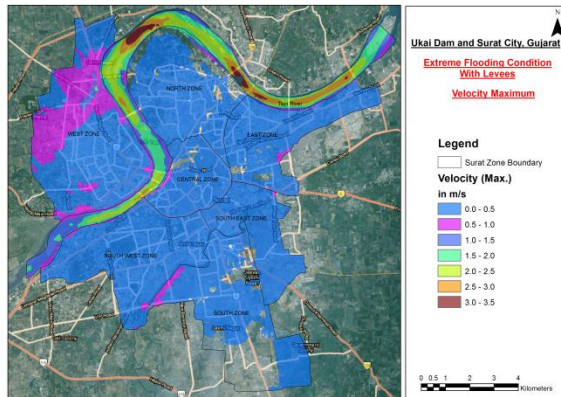 N
Ukai Dam and Surat City, Gujarat
Extreme Flooding Condition
With Levees
Velocity Maximum
Legend
Surat Zone Boundary
Velocity (Max.)
in m/s
0.0 - 0.5
0.5 - 1.0
1.0 - 1.5
1.5 - 2.0
2.0 - 2.5
2.5 - 3.0
3.0 - 3.5
0 0.5 1 2 3 4
Kilometers
NORTH ZONE
Tapi River
WEST ZONE
EAST ZONE
CENTRAL ZONE
SOUTH EAST ZONE
SOUTH WEST ZONE
SOUTH ZONE